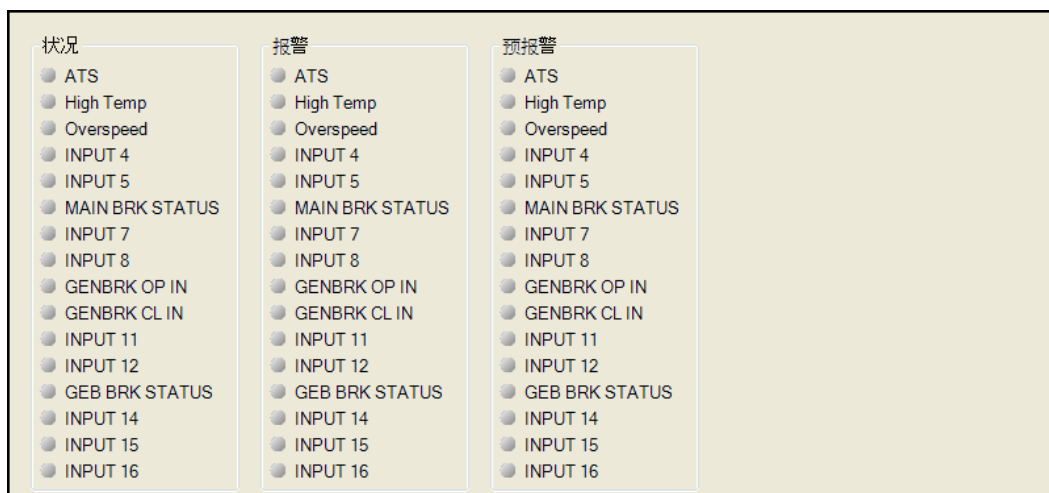 状况
ATS
High Temp
Overspeed
INPUT 4
INPUT 5
MAIN BRK STATUS
INPUT 7
INPUT 8
GENBRK OP IN
GENBRK CL IN
INPUT 11
INPUT 12
GEB BRK STATUS
INPUT 14
INPUT 15
INPUT 16
报警
ATS
High Temp
Overspeed
INPUT 4
INPUT 5
MAIN BRK STATUS
INPUT 7
INPUT 8
GENBRK OP IN
GENBRK CL IN
INPUT 11
INPUT 12
GEB BRK STATUS
INPUT 14
INPUT 15
INPUT 16
预报警
ATS
High Temp
Overspeed
INPUT 4
INPUT 5
MAIN BRK STATUS
INPUT 7
INPUT 8
GENBRK OP IN
GENBRK CL IN
INPUT 11
INPUT 12
GEB BRK STATUS
INPUT 14
INPUT 15
INPUT 16